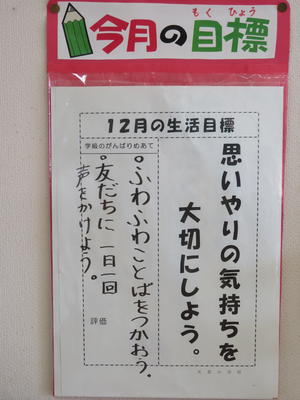 もく ひょう
今月の目標
12月の生活目標
思いやりの気持ちを
大切にしよう。
学級のがんばりめあて
。ふわふわことばをつかおう。
。友だちに 一日一回
声をかけよう。
評価